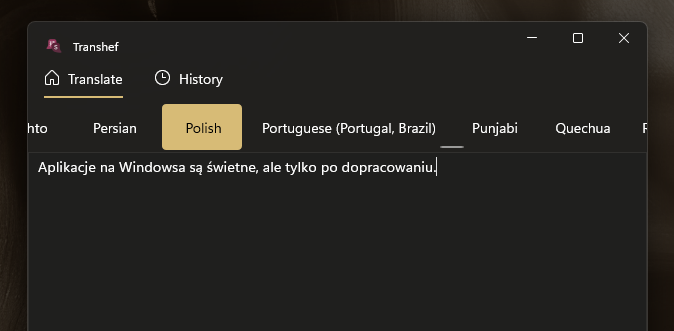 Transhef
Translate History
hto Persian Polish Portuguese (Portugal, Brazil) Punjabi Quechua
Aplikacje na Windowsa są świetne, ale tylko po dopracowaniu.